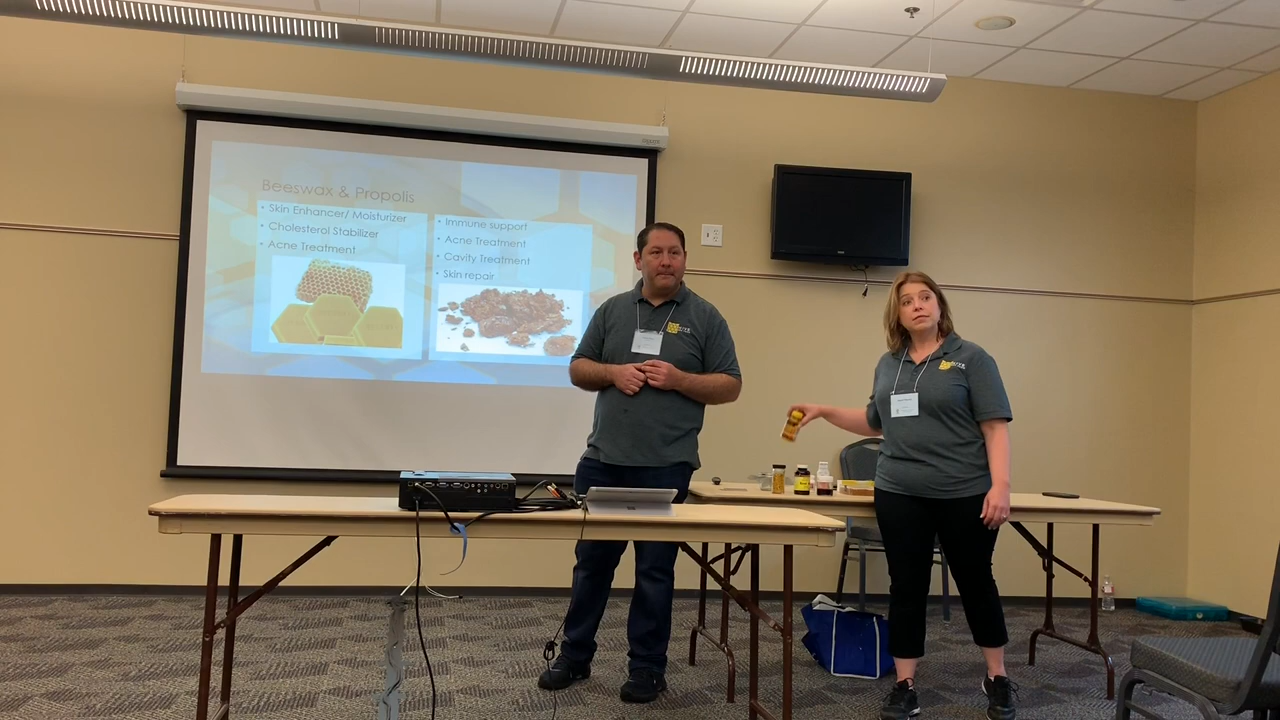 Beeswax & Propolis
• Skin Enhancer/ Moisturizer
• Cholesterol Stabilizer
• Acne Treatment
• Immune support
• Acne Treatment
• Cavity Treatment
• Skin repair